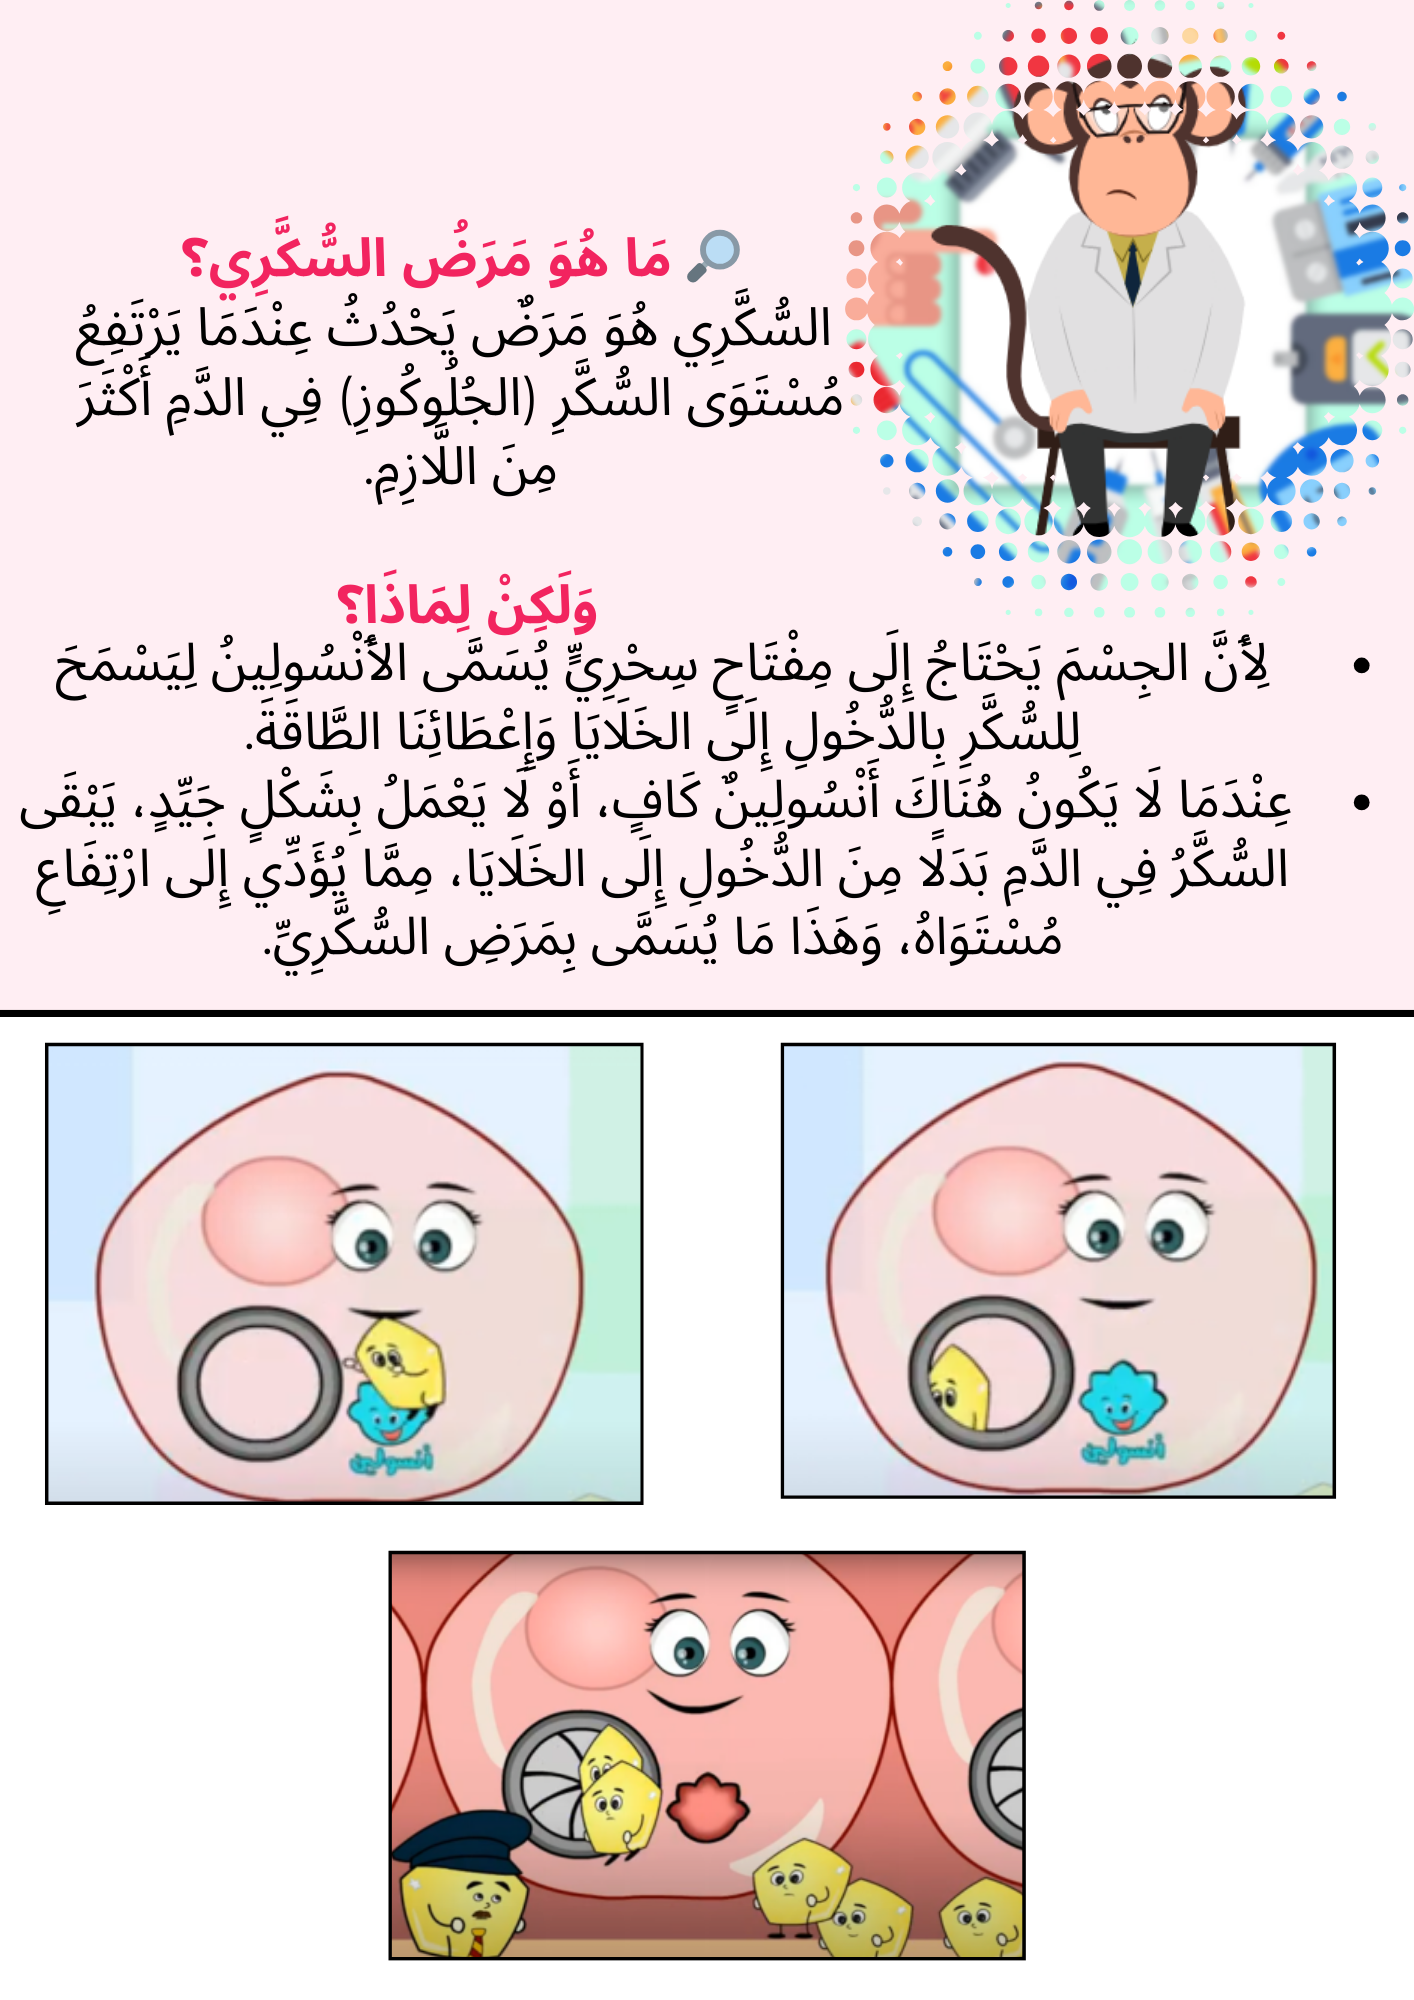 🔍 مَا هُوَ مَرَضُ السُّكَّرِي؟
السُّكَّرِي هُوَ مَرَضٌ يَحْدُثُ عِنْدَمَا يَرْتَفِعُ
مُسْتَوَى السُّكَّرِ (الجُلُوكُوزِ) فِي الدَّمِ أَكْثَرَ
مِنَ اللَّازِمِ.
وَلَكِنْ لِمَاذَا؟
• لِأَنَّ الجِسْمَ يَحْتَاجُ إِلَى مِفْتَاحٍ سِحْرِيٍّ يُسَمَّى الأَنْسُولِينُ لِيَسْمَحَ
لِلسُّكَّرِ بِالدُّخُولِ إِلَى الخَلَايَا وَإِعْطَائِنَا الطَّاقَةَ.
• عِنْدَمَا لَا يَكُونُ هُنَاكَ أَنْسُولِينٌ كَافٍ، أَوْ لَا يَعْمَلُ بِشَكْلٍ جَيِّدٍ، يَبْقَى
السُّكَّرُ فِي الدَّمِ بَدَلًا مِنَ الدُّخُولِ إِلَى الخَلَايَا، مِمَّا يُؤَدِّي إِلَى ارْتِفَاعِ
مُسْتَوَاهُ، وَهَذَا مَا يُسَمَّى بِمَرَضِ السُّكَّرِيِّ.
أنسولين
أنسولين